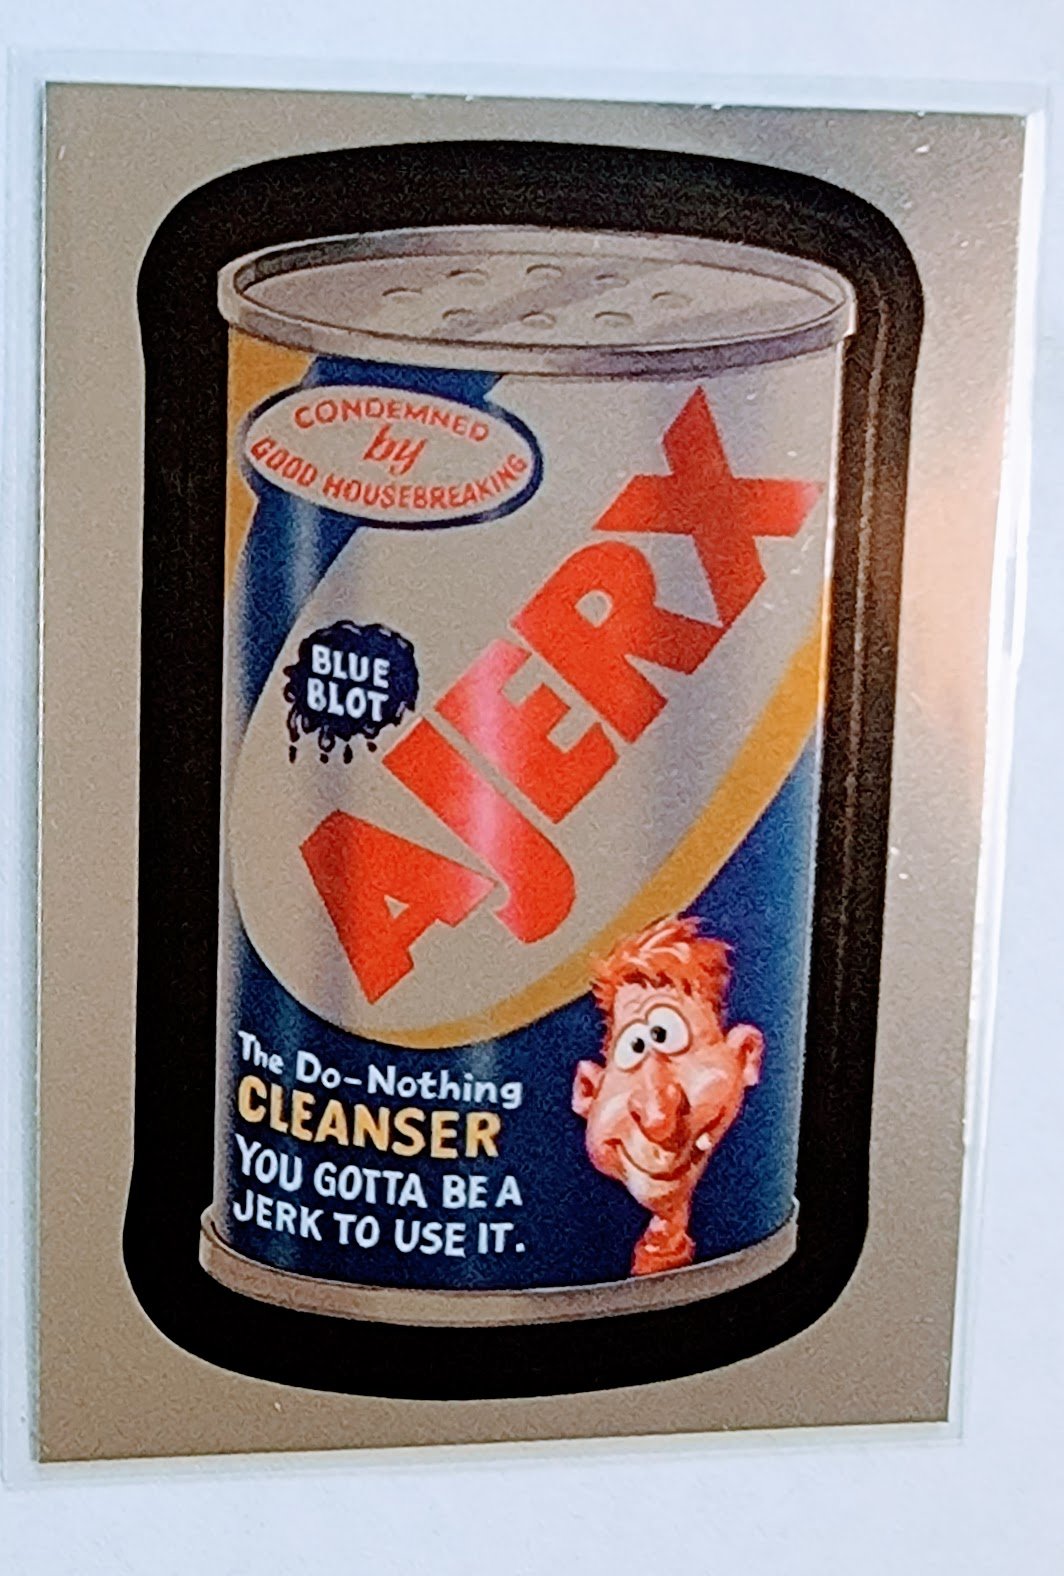 CONDEMNED
by
GOOD HOUSEBREAKING
BLUE
BLOT
AJERX
The Do-Nothing
CLEANSER
YOU GOTTA BE A
JERK TO USE IT.